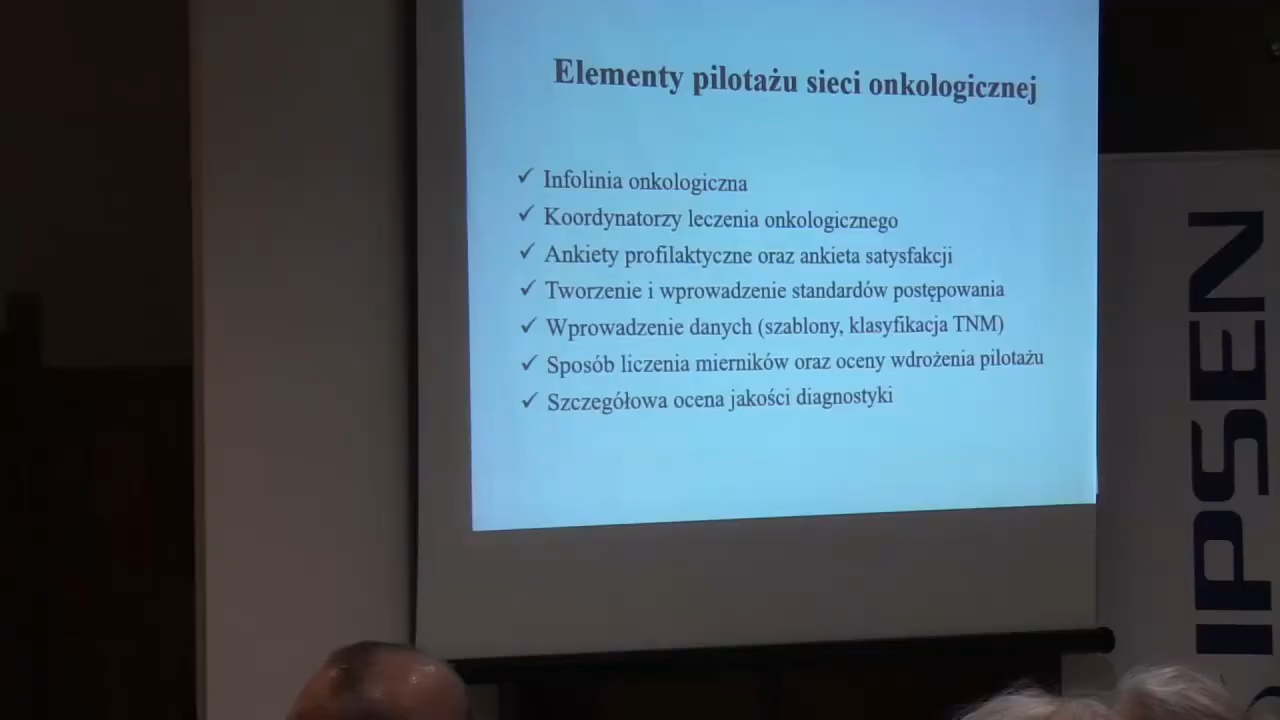 Elementy pilotażu sieci onkologicznej
✓ Infolinia onkologiczna
✓ Koordynatorzy leczenia onkologicznego
✓ Ankiety profilaktyczne oraz ankieta satysfakcji
✓ Tworzenie i wprowadzenie standardów postępowania
✓ Wprowadzenie danych (szablony, klasyfikacja TNM)
✓ Sposób liczenia mierników oraz oceny wdrożenia pilotażu
✓ Szczegółowa ocena jakości diagnostyki
IPSEN